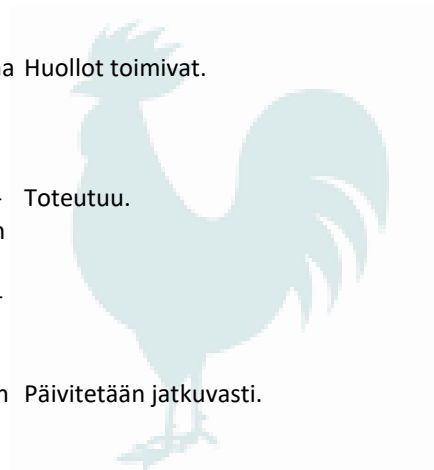 a Huollot toimivat.
- Toteutuu.
n
-
n Päivitetään jatkuvasti.